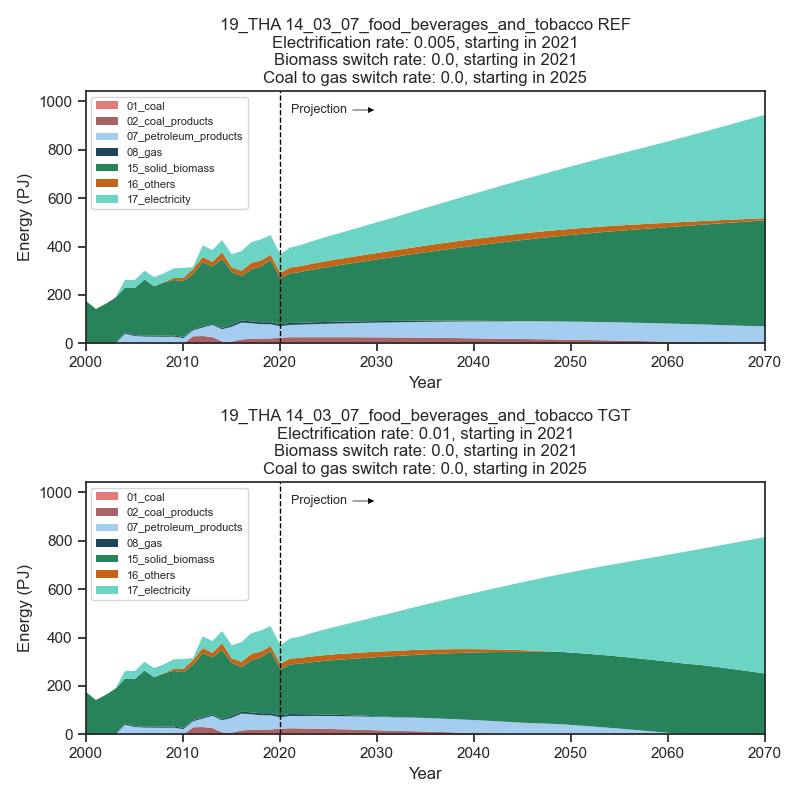 19_THA 14_03_07_food_beverages_and_tobacco REF
Electrification rate: 0.005, starting in 2021
Biomass switch rate: 0.0, starting in 2021
Coal to gas switch rate: 0.0, starting in 2025
1000
800
600
400
200
0
Energy (PJ)
01_coal
02_coal_products
07_petroleum_products
08_gas
15_solid_biomass
16_others
17_electricity
Projection
2000 2010 2020 2030 2040 2050 2060 2070
Year
19_THA 14_03_07_food_beverages_and_tobacco TGT
Electrification rate: 0.01, starting in 2021
Biomass switch rate: 0.0, starting in 2021
Coal to gas switch rate: 0.0, starting in 2025
1000
800
600
400
200
0
Energy (PJ)
01_coal
02_coal_products
07_petroleum_products
08_gas
15_solid_biomass
16_others
17_electricity
Projection
2000 2010 2020 2030 2040 2050 2060 2070
Year